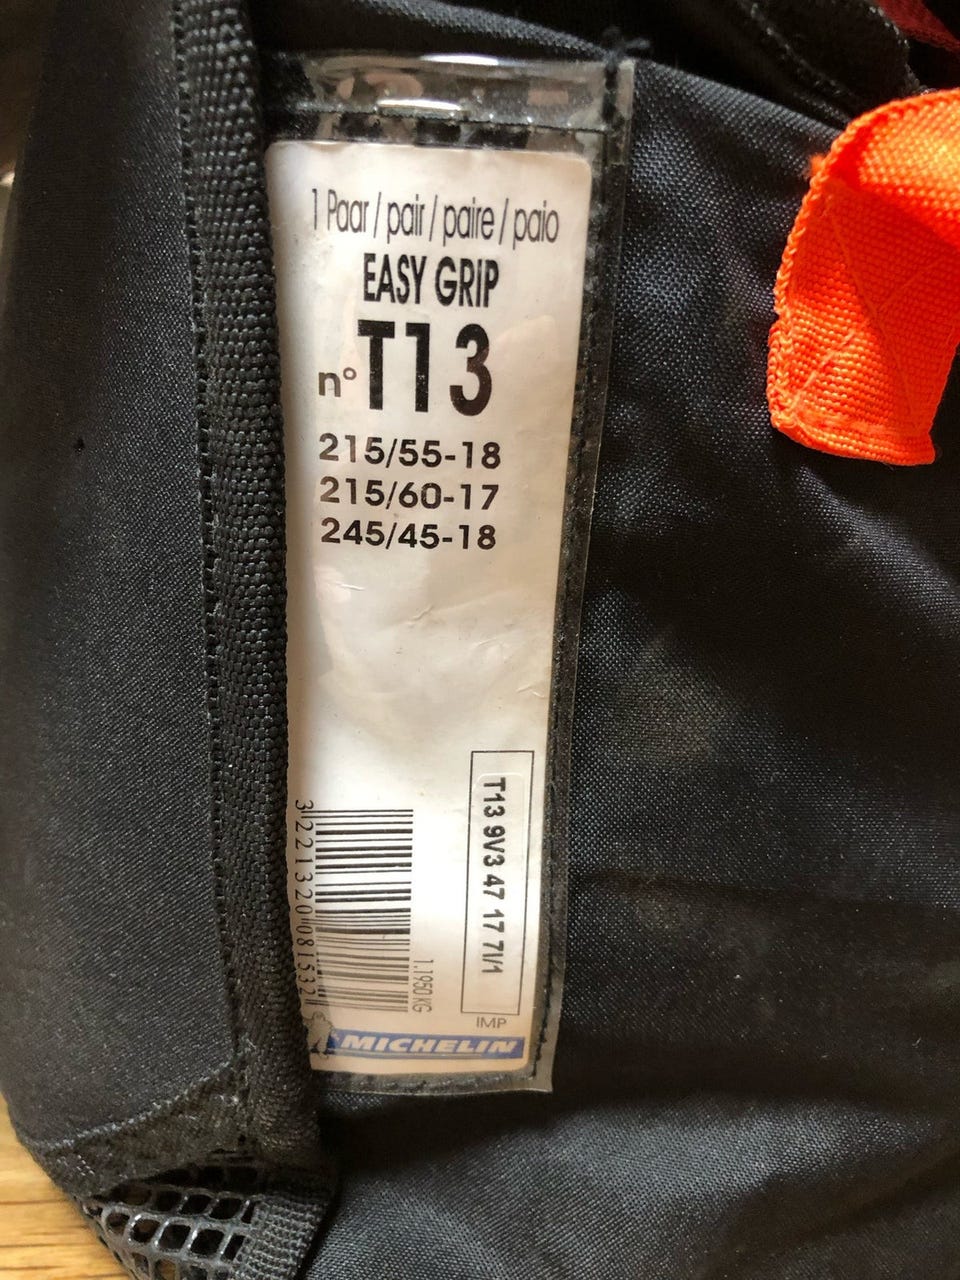 1 Paar / pair / paire / paio
EASY GRIP
n° T13
215/55-18
215/60-17
245/45-18
T13 9V3 47 17 71/1
3221320081532
1,1950 KG
IMP
MICHELIN